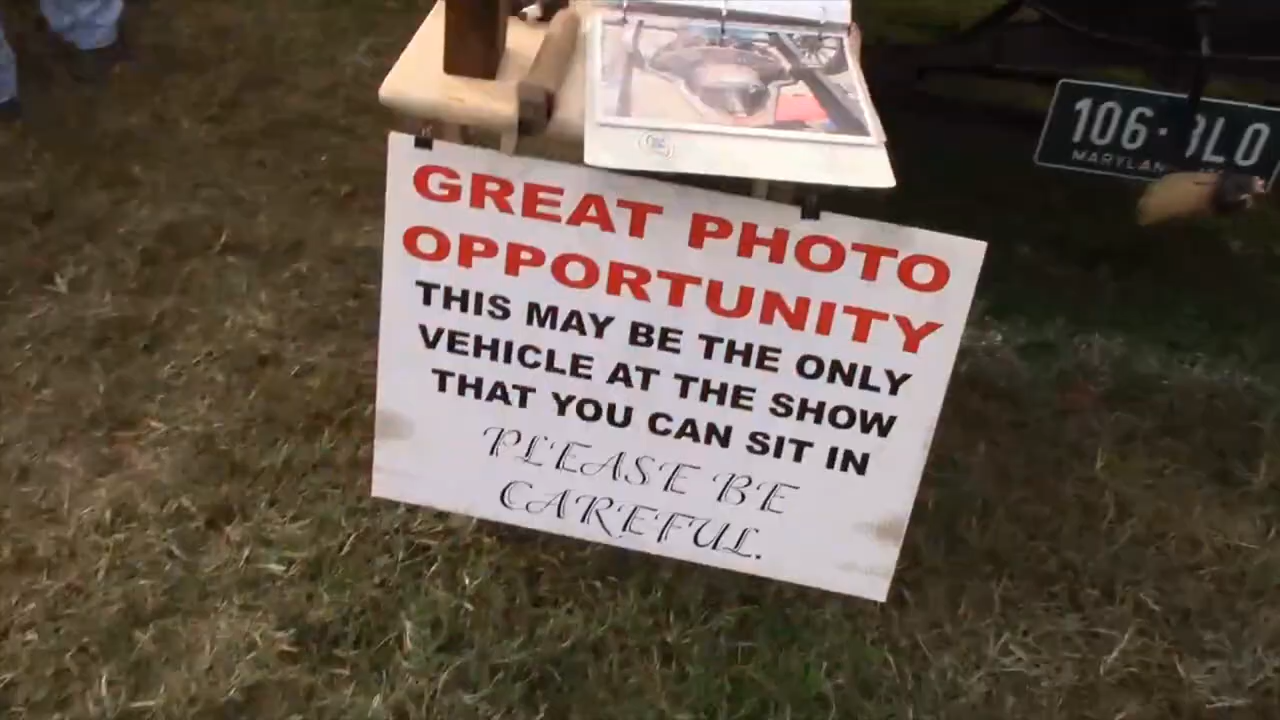 GREAT PHOTO
OPPORTUNITY
THIS MAY BE THE ONLY
VEHICLE AT THE SHOW
THAT YOU CAN SIT IN
PLEASE BE
CAREFUL.
106·